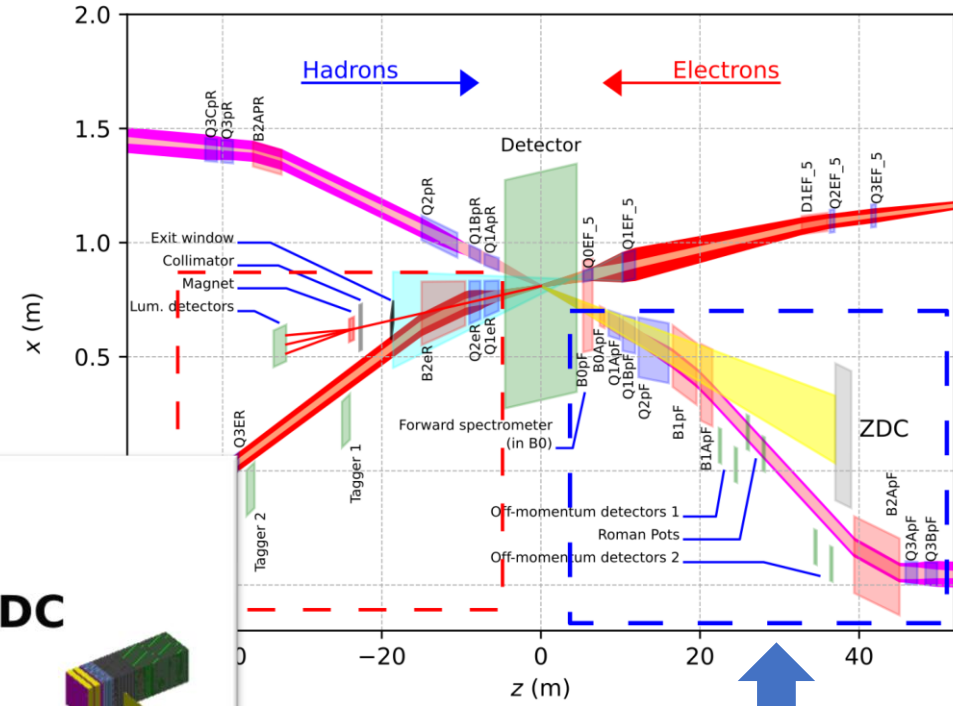 2.0
1.5
1.0
0.5
x (m)
Hadrons
Electrons
Detector
Q3CpR
Q3pR
B2APR
Q2pR
Q1BpR
Q1ApR
Q0EF_5
Q1EF_5
D1EF_5
Q2EF_5
Q3EF_5
Exit window
Collimator
Magnet
Lum. detectors
B2eR
Q2eR
Q1eR
Q3ER
Tagger 1
Tagger 2
B0pF
B0ApF
Q1ApF
Q1BpF
Q2pF
B1pF
B1ApF
Forward spectrometer
(in B0)
ZDC
B2ApF
Q3ApF
Q3BpF
Off-momentum detectors 1
Roman Pots
Off-momentum detectors 2
DC
0
−20
0
20
40
z (m)